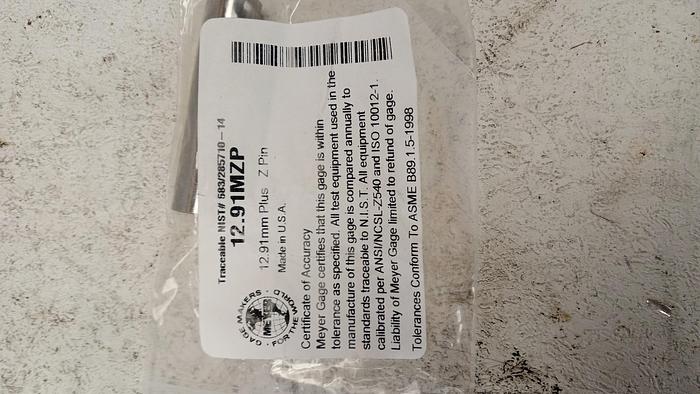 Traceable NIST# 683/285710-14
12.91MZP
12.91mm Plus Z Pin
Made in U.S.A.
GAGE MAKERS · FOR THE WORLD ·
MEYER
Certificate of Accuracy
Meyer Gage certifies that this gage is within
tolerance as specified. All test equipment used in the
manufacture of this gage is compared annually to
standards traceable to N.I.S.T. All equipment
calibrated per ANSI/NCSL-Z540 and ISO 10012-1.
Liability of Meyer Gage limited to refund of gage.
Tolerances Conform To ASME B89.1.5-1998